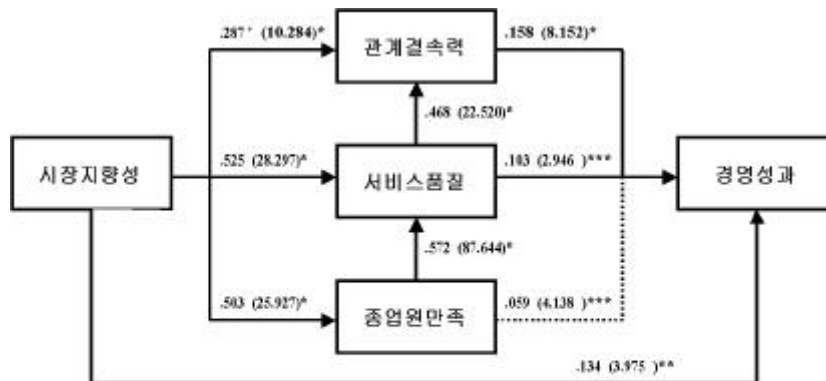 .287⁺ (10.284)*
관계결속력
.158 (8.152)*
.468 (22.520)*
시장지향성
.525 (28.297)*
서비스품질
.103 (2.946 )***
경영성과
.572 (87.644)*
.503 (25.927)*
종업원만족
.059 (4.138 )***
.134 (3.975 )**